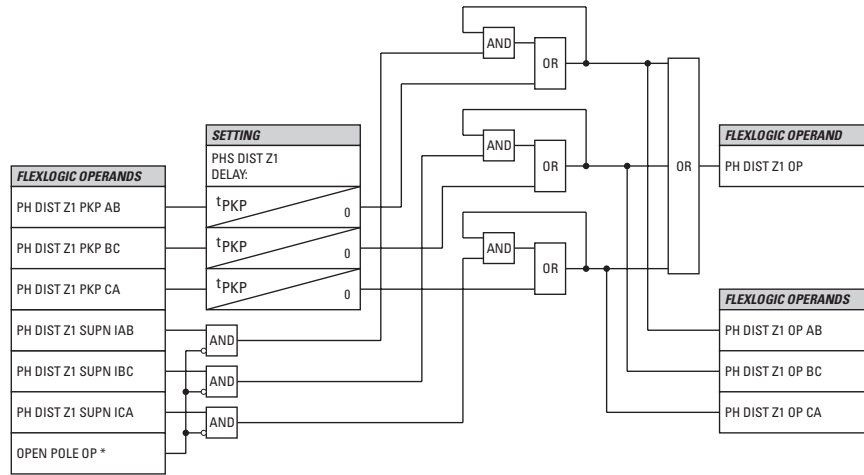 FLEXLOGIC OPERANDS
PH DIST Z1 PKP AB
PH DIST Z1 PKP BC
PH DIST Z1 PKP CA
PH DIST Z1 SUPN IAB
PH DIST Z1 SUPN IBC
PH DIST Z1 SUPN ICA
OPEN POLE OP *
SETTING
PHS DIST Z1
DELAY:
tPKP
0
tPKP
0
tPKP
0
AND
AND
AND
AND
OR
AND
OR
AND
OR
OR
FLEXLOGIC OPERAND
PH DIST Z1 OP
FLEXLOGIC OPERANDS
PH DIST Z1 OP AB
PH DIST Z1 OP BC
PH DIST Z1 OP CA